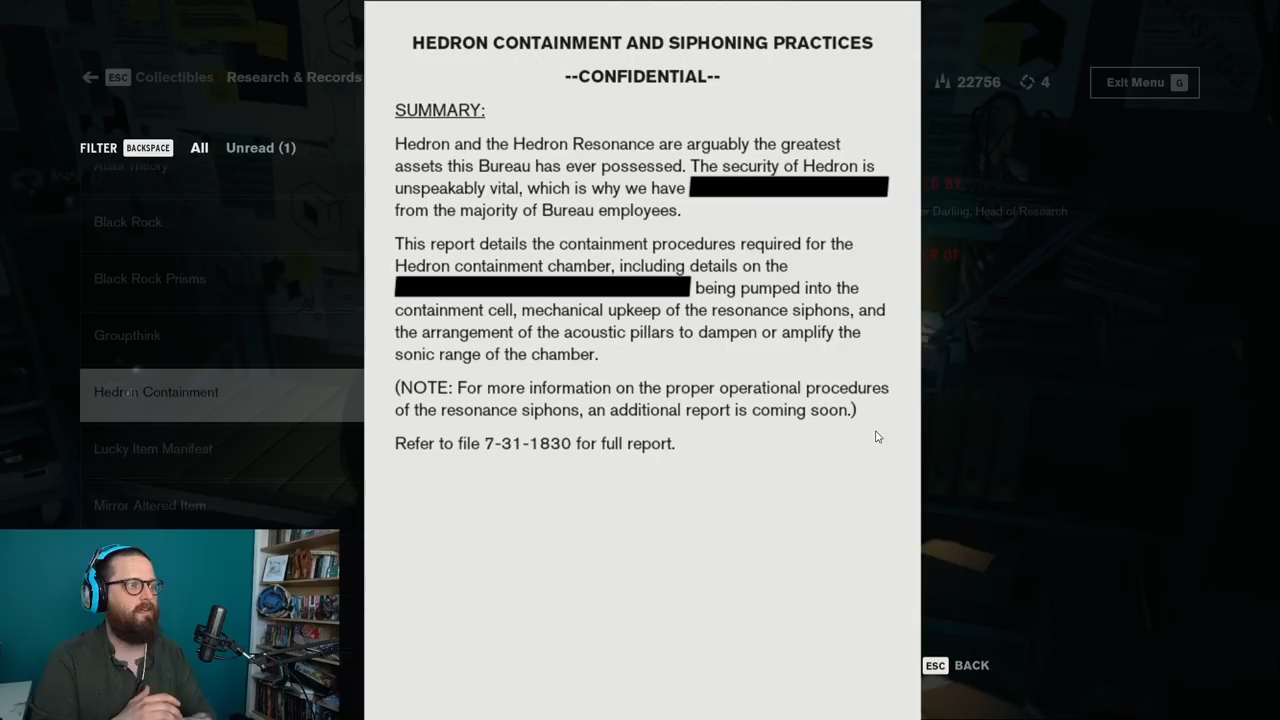 HEDRON CONTAINMENT AND SIPHONING PRACTICES
--CONFIDENTIAL--
SUMMARY:
Hedron and the Hedron Resonance are arguably the greatest
assets this Bureau has ever possessed. The security of Hedron is
unspeakably vital, which is why we have
from the majority of Bureau employees.
This report details the containment procedures required for the
Hedron containment chamber, including details on the
being pumped into the
containment cell, mechanical upkeep of the resonance siphons, and
the arrangement of the acoustic pillars to dampen or amplify the
sonic range of the chamber.
(NOTE: For more information on the proper operational procedures
of the resonance siphons, an additional report is coming soon.)
Refer to file 7-31-1830 for full report.
ESC Collectibles Research & Records
FILTER BACKSPACE All Unread (1)
Black Rock
Black Rock Prisms
Groupthink
Hedron Containment
Lucky Item Manifest
Mirror Altered Item
22756 4
Exit Menu G
BY
er Darling, Head of Research
OF
ESC BACK